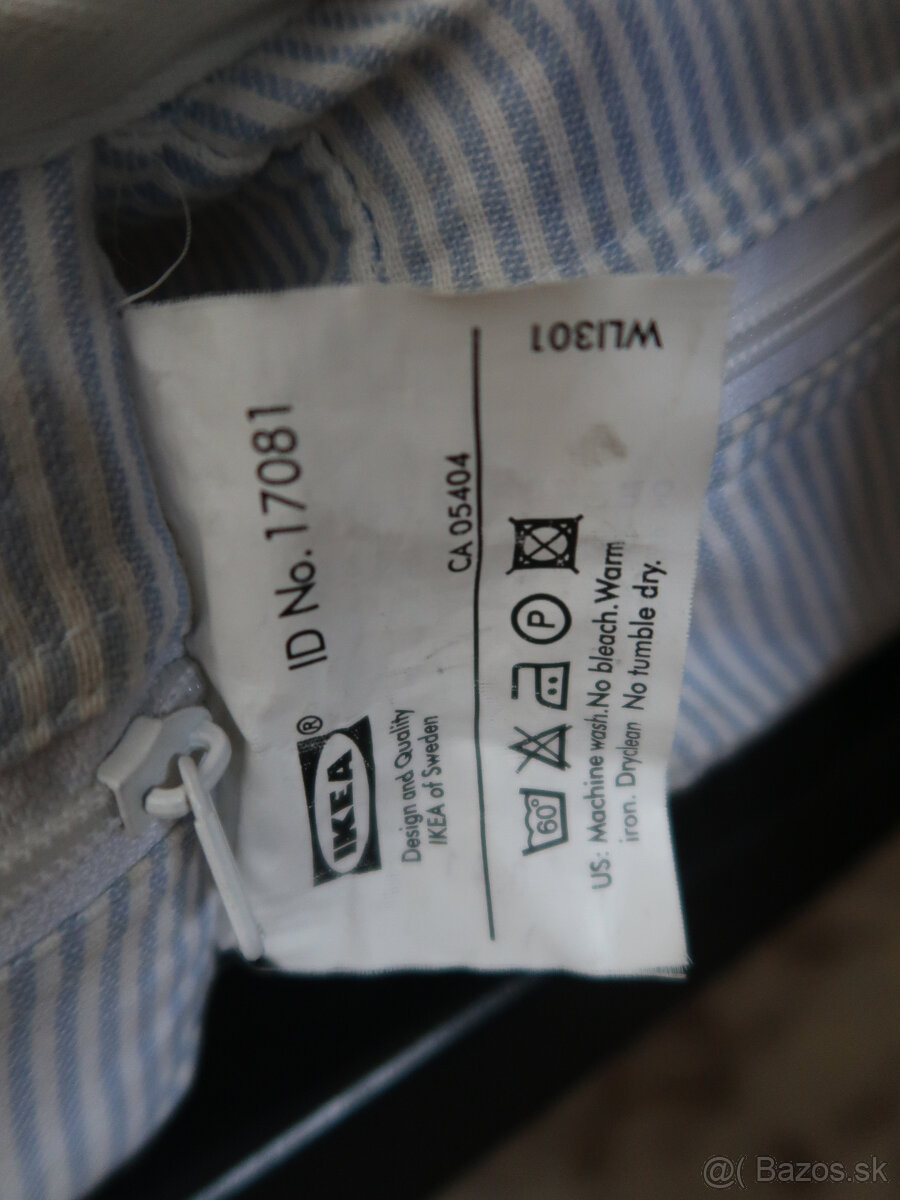 IKEA® ID No. 17081
Design and Quality
IKEA of Sweden
CA 05404
60° P
US: Machine wash. No bleach. Warm
iron. Dryclean No tumble dry.
WLI301
@( Bazos.sk